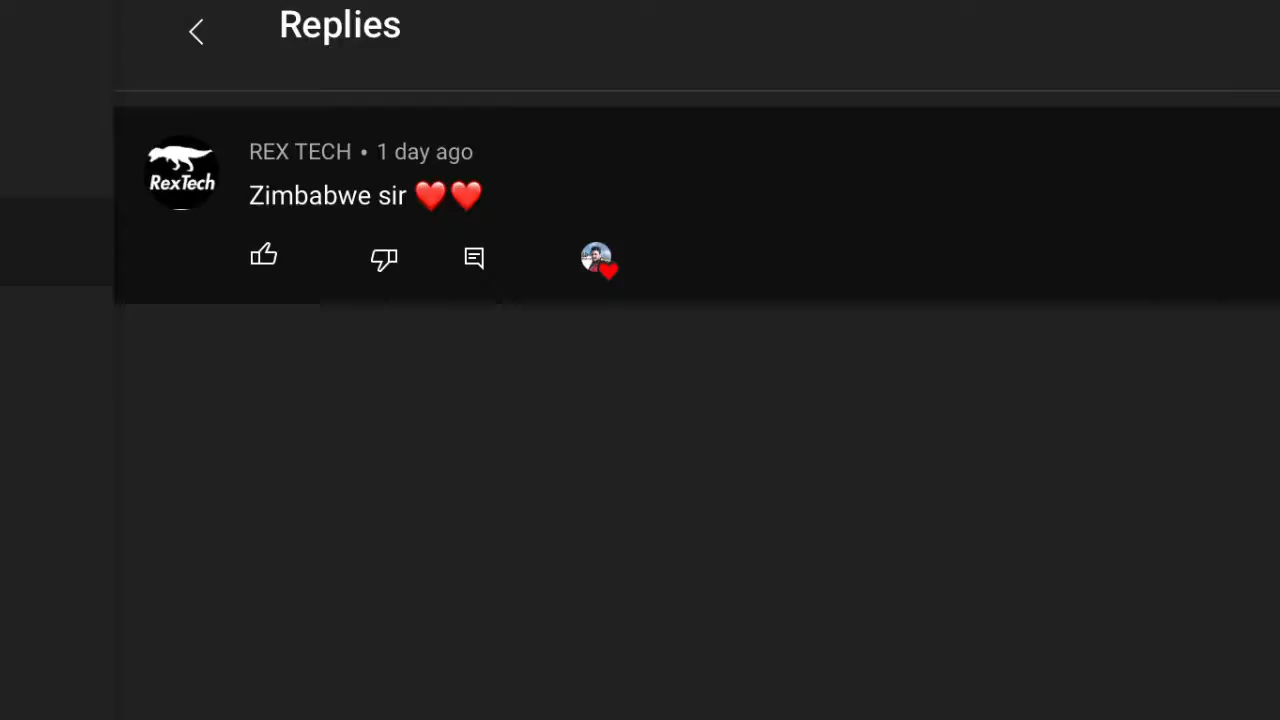 Replies
REX TECH • 1 day ago
RexTech
Zimbabwe sir ❤️❤️